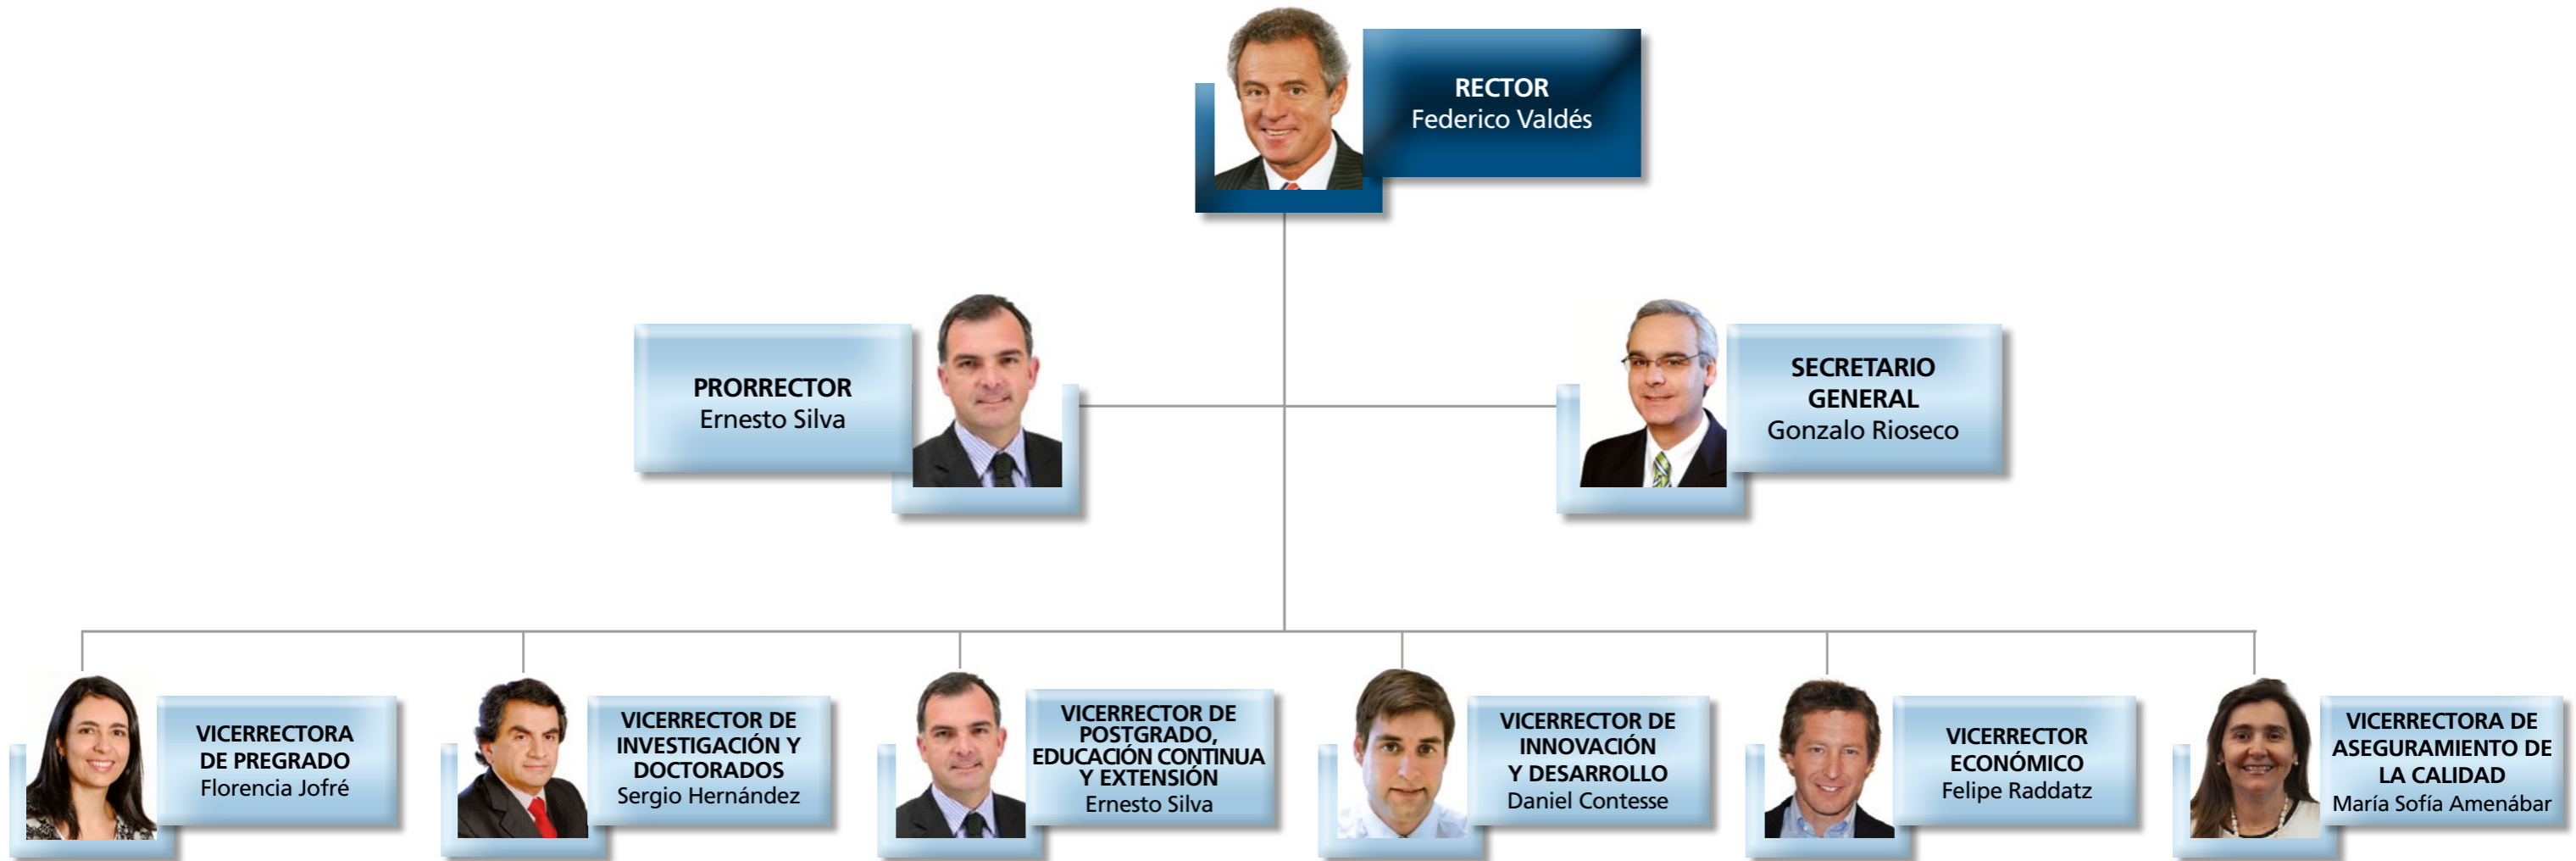 RECTOR
Federico Valdés
PRORRECTOR
Ernesto Silva
SECRETARIO
GENERAL
Gonzalo Rioseco
VICERRECTORA
DE PREGRADO
Florencia Jofré
VICERRECTOR DE
INVESTIGACIÓN Y
DOCTORADOS
Sergio Hernández
VICERRECTOR DE
POSTGRADO,
EDUCACIÓN CONTINUA
Y EXTENSIÓN
Ernesto Silva
VICERRECTOR DE
INNOVACIÓN
Y DESARROLLO
Daniel Contesse
VICERRECTOR
ECONÓMICO
Felipe Raddatz
VICERRECTORA DE
ASEGURAMIENTO DE
LA CALIDAD
María Sofía Amenábar